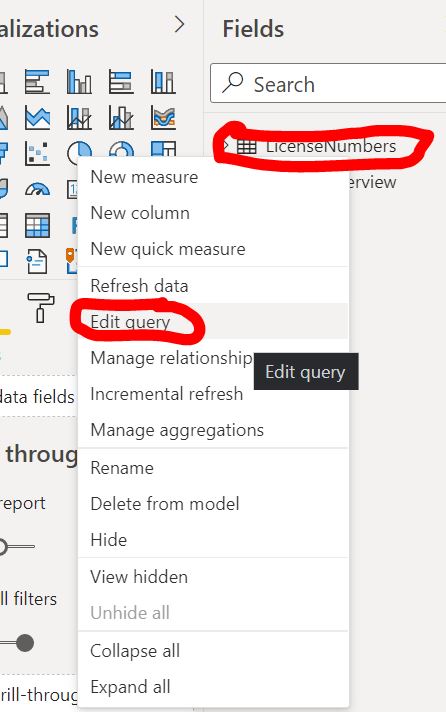 alizations
Fields
Search
LicenseNumbers
erview
New measure
New column
New quick measure
Refresh data
Edit query
Edit query
Manage relationship
Incremental refresh
Manage aggregations
Rename
Delete from model
Hide
View hidden
Unhide all
Collapse all
Expand all
data fields
throug
report
ll filters
rill-throug